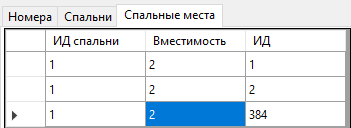 Номера Спальни Спальные места
ИД спальни Вместимость ИД
1 2 1
1 2 2
1 2 384